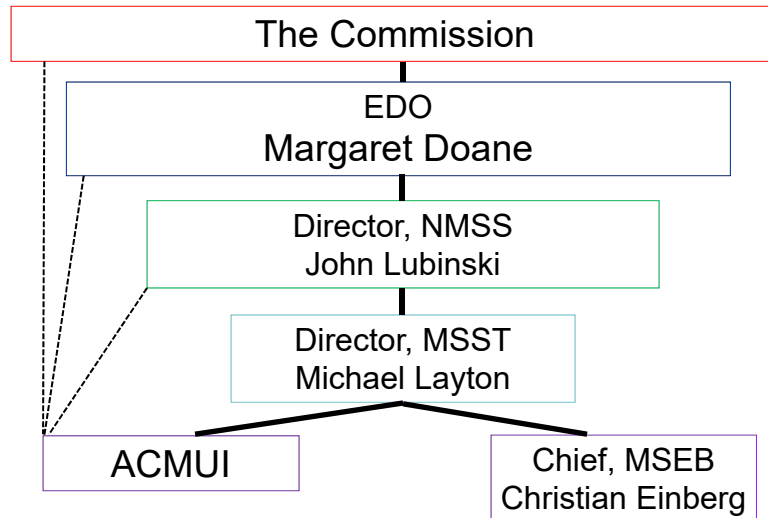 The Commission
EDO
Margaret Doane
Director, NMSS
John Lubinski
Director, MSST
Michael Layton
ACMUI
Chief, MSEB
Christian Einberg